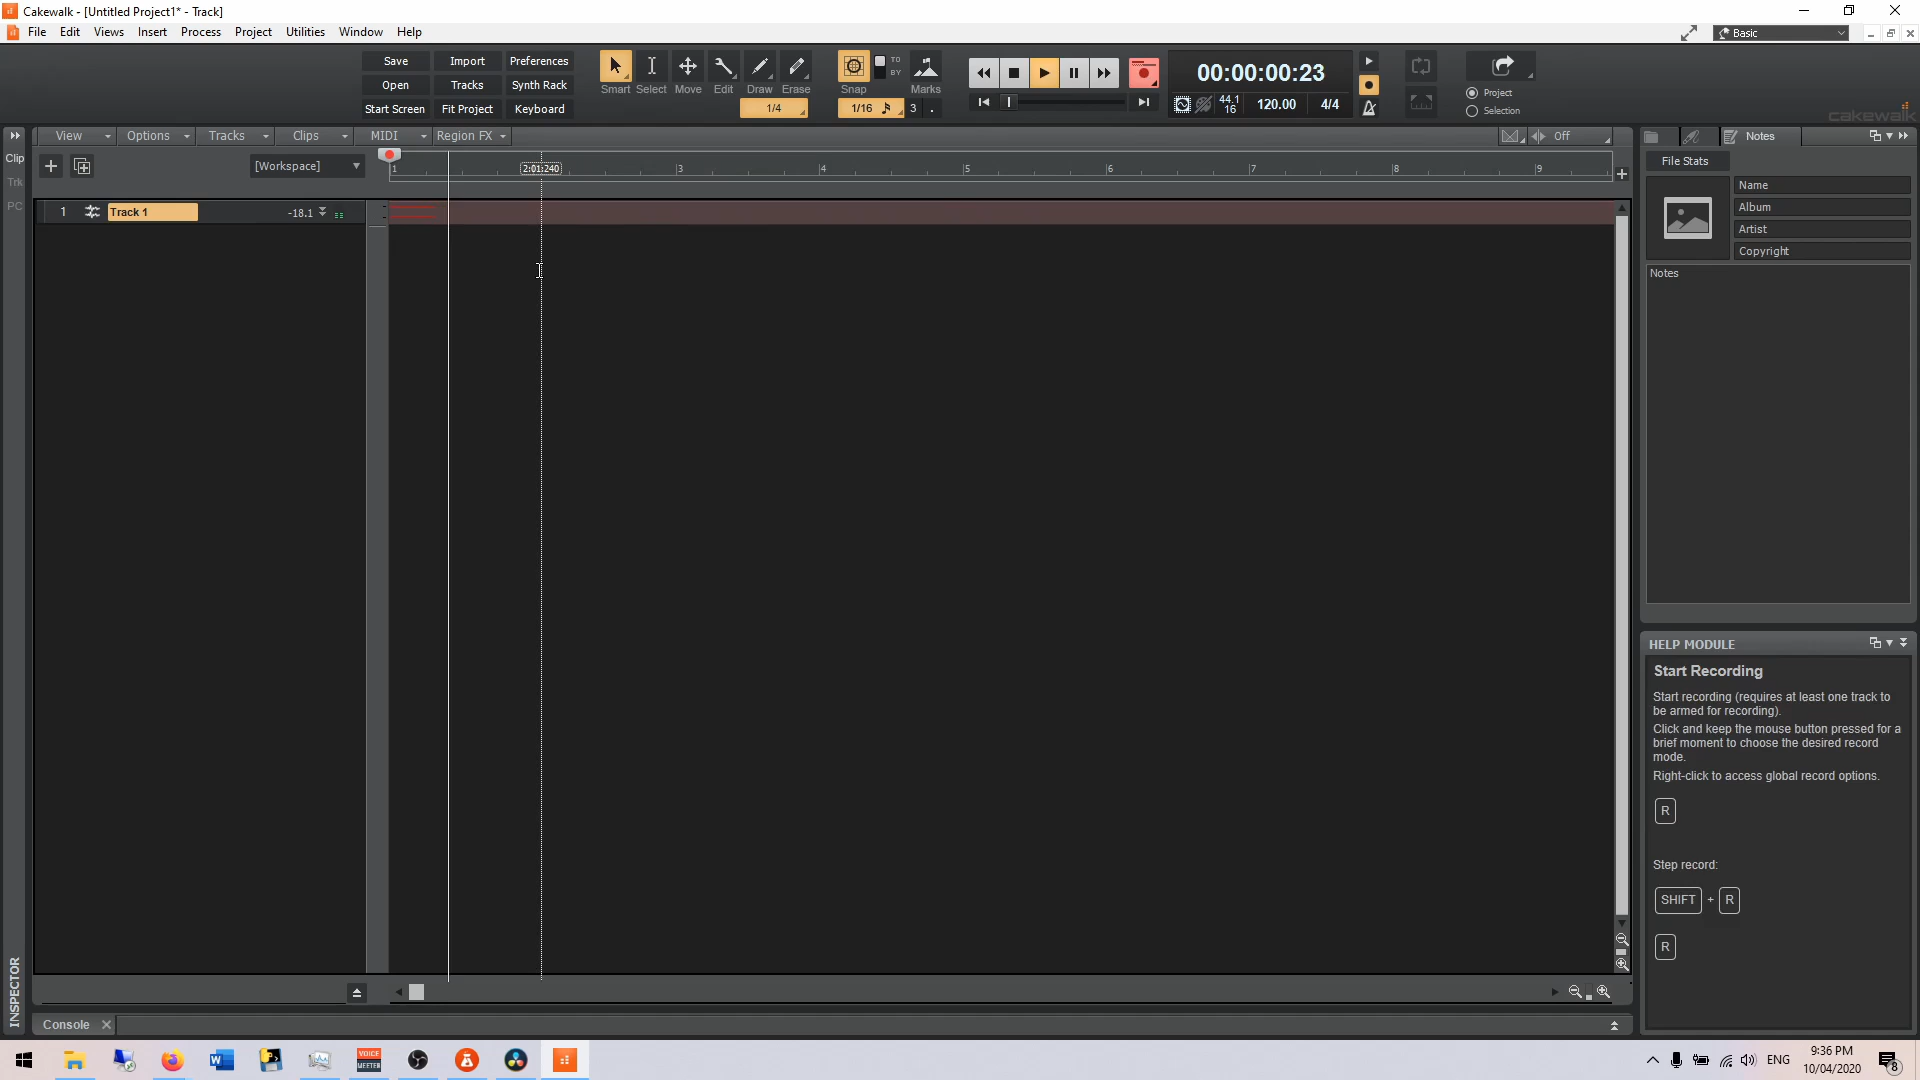 Cakewalk - [Untitled Project1* - Track]
File Edit Views Insert Process Project Utilities Window Help
Basic
Save Import Preferences
Open Tracks Synth Rack
Start Screen Fit Project Keyboard
Smart Select Move Edit Draw Erase
1/4
Snap TO BY Marks
1/16 3 .
00:00:00:23
44.1 16 120.00 4/4
Project
Selection
cakewalk
View Options Tracks Clips MIDI Region FX
Off
Notes
Clip
Trk
PC
[Workspace]
1 2:01:240 3 4 5 6 7 8 9
1 Track 1 -18.1
File Stats
Name
Album
Artist
Copyright
Notes
HELP MODULE
Start Recording
Start recording (requires at least one track to
be armed for recording).
Click and keep the mouse button pressed for a
brief moment to choose the desired record
mode.
Right-click to access global record options.
R
Step record:
SHIFT + R
R
INSPECTOR
Console
VOICE
MEETER
ENG
9:36 PM
10/04/2020
8